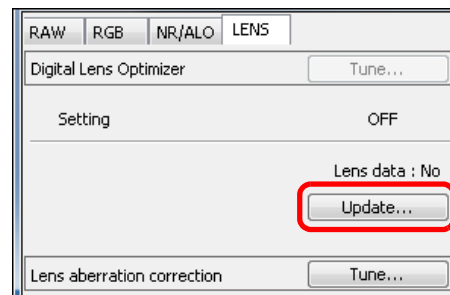 RAW RGB NR/ALO LENS
Digital Lens Optimizer Tune...
Setting OFF
Lens data : No
Update...
Lens aberration correction Tune...